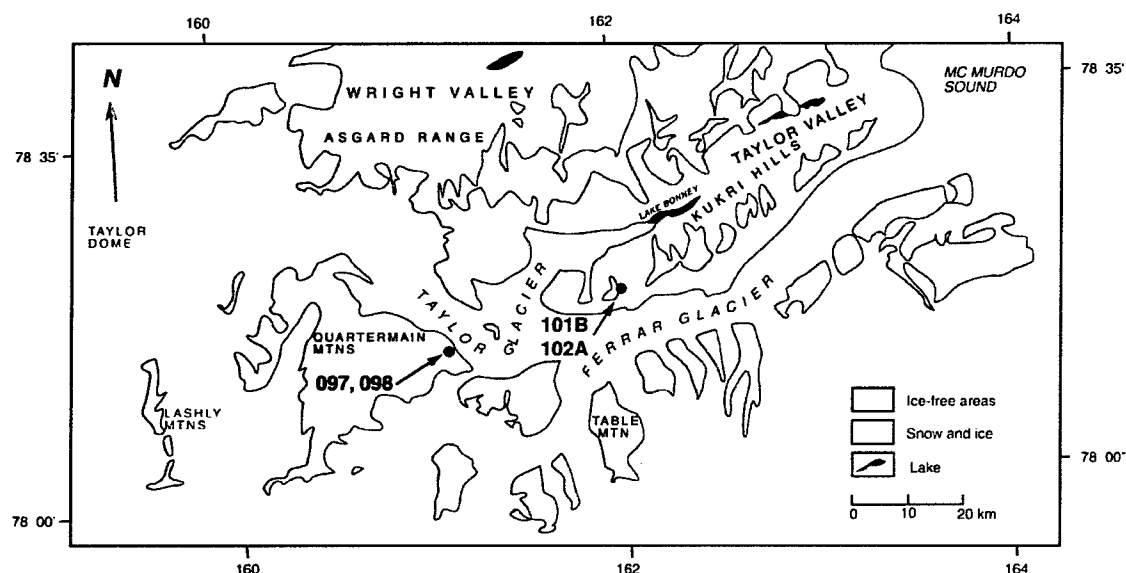 160
162
164
N
WRIGHT VALLEY
MC MURDO
SOUND
78 35'
ASGARD RANGE
TAYLOR VALLEY
78 35'
KUKRI HILLS
LAKE BONNEY
TAYLOR
DOME
TAYLOR GLACIER
101B
102A
FERRAR GLACIER
QUARTERMAIN
MTNS
097, 098
LASHLY
MTNS
TABLE
MTN
Ice-free areas
Snow and ice
Lake
0 10 20 km
78 00'
78 00'
160
162
164